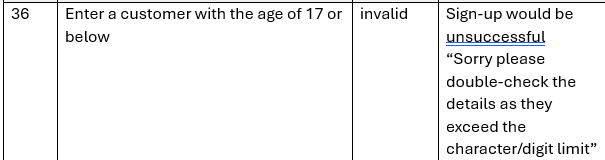 36
Enter a customer with the age of 17 or
below
invalid
Sign-up would be
unsuccessful
“Sorry please
double-check the
details as they
exceed the
character/digit limit”